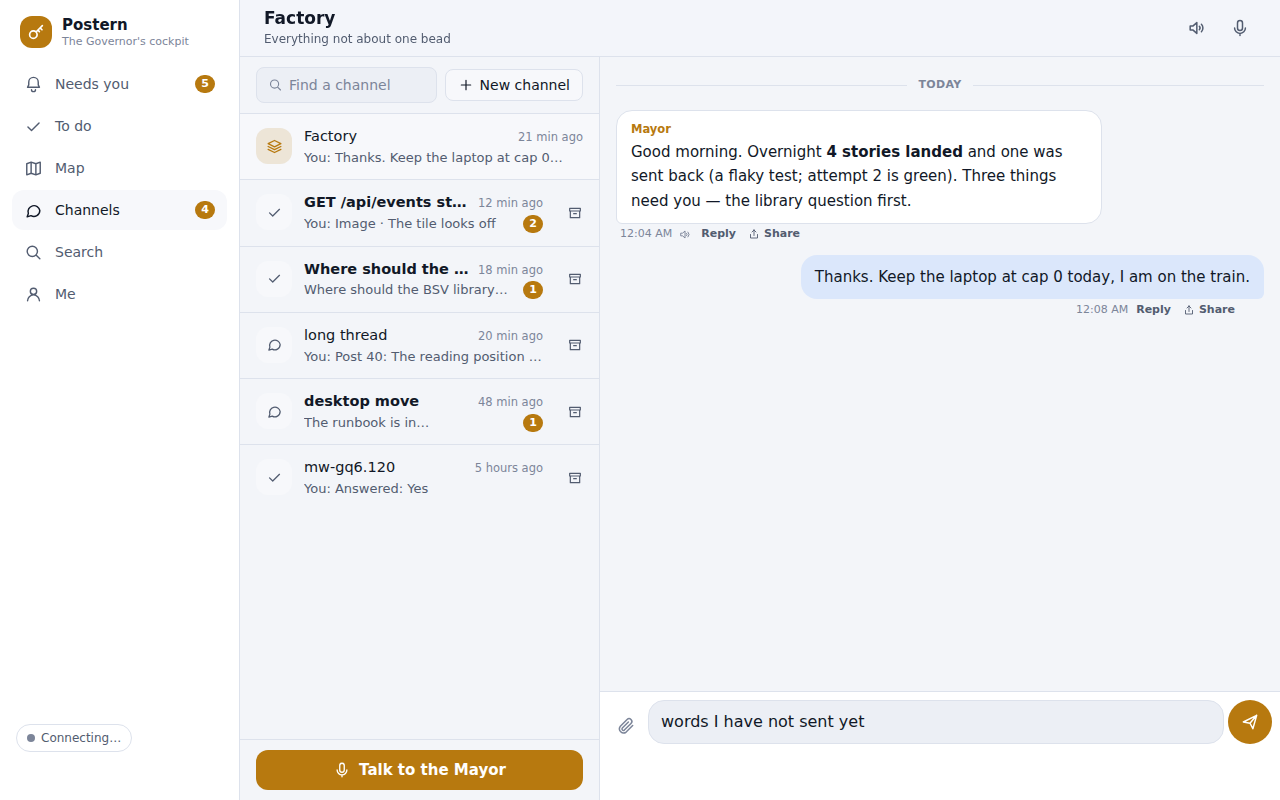 Postern
The Governor's cockpit
Needs you 5
To do
Map
Channels 4
Search
Me
Connecting…
Factory
Everything not about one bead
Find a channel
New channel
Factory 21 min ago
You: Thanks. Keep the laptop at cap 0…
GET /api/events st… 12 min ago
You: Image · The tile looks off 2
Where should the … 18 min ago
Where should the BSV library… 1
long thread 20 min ago
You: Post 40: The reading position …
desktop move 48 min ago
The runbook is in… 1
mw-gq6.120 5 hours ago
You: Answered: Yes
Talk to the Mayor
TODAY
Mayor
Good morning. Overnight 4 stories landed and one was
sent back (a flaky test; attempt 2 is green). Three things
need you — the library question first.
12:04 AM Reply Share
Thanks. Keep the laptop at cap 0 today, I am on the train.
12:08 AM Reply Share
words I have not sent yet